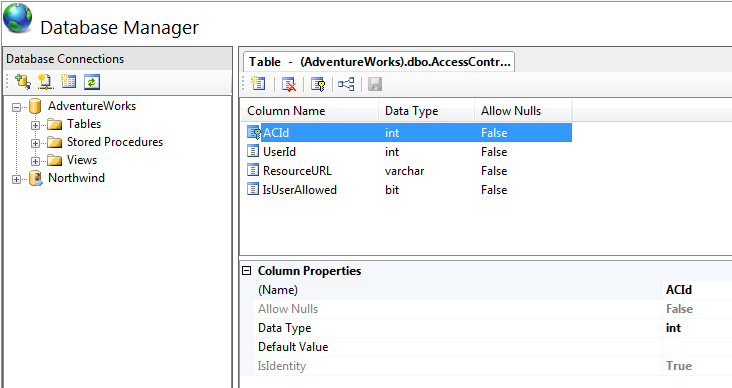 Database Manager
Database Connections
AdventureWorks
Tables
Stored Procedures
Views
Northwind
Table - (AdventureWorks).dbo.AccessContr...
Column Name Data Type Allow Nulls
ACId int False
UserId int False
ResourceURL varchar False
IsUserAllowed bit False
Column Properties
(Name) ACId
Allow Nulls False
Data Type int
Default Value
IsIdentity True